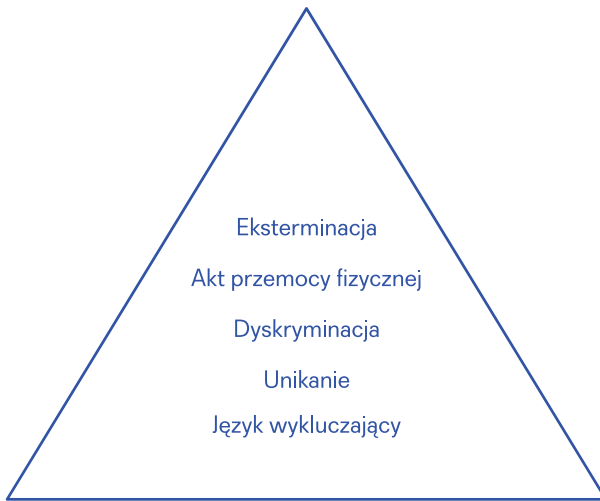 Eksterminacja
Akt przemocy fizycznej
Dyskryminacja
Unikanie
Język wykluczający